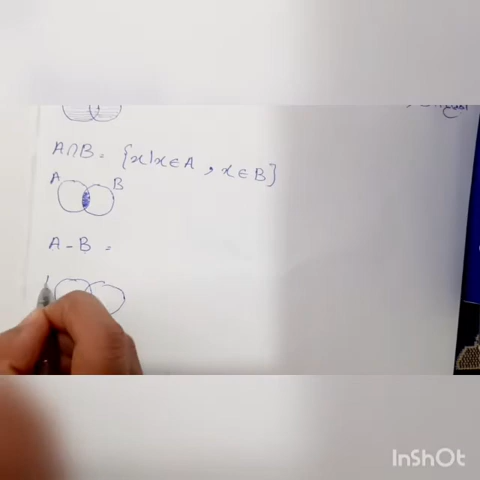 A∩B = {x|x∈A , x∈B}
A B
A - B =
InShOt